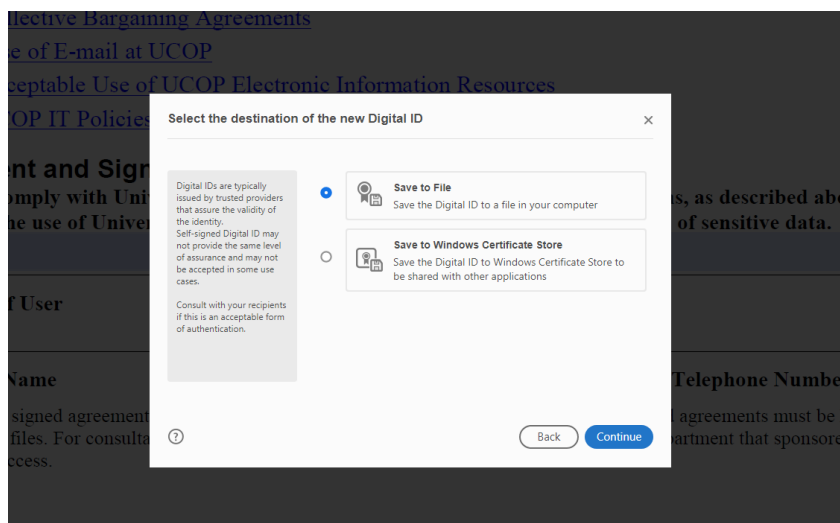 llective Bargaining Agreements
se of E-mail at UCOP
ceptable Use of UCOP Electronic Information Resources
OP IT Policies
Select the destination of the new Digital ID
ent and Sign
omply with Uni
s, as described abo
he use of Univer
of sensitive data.
Digital IDs are typically
issued by trusted providers
that assure the validity of
the identity.
Self-signed Digital ID may
not provide the same level
of assurance and may not
be accepted in some use
cases.
Consult with your recipients
if this is an acceptable form
of authentication.
Save to File
Save the Digital ID to a file in your computer
Save to Windows Certificate Store
Save the Digital ID to Windows Certificate Store to
be shared with other applications
f User
Name
Telephone Numbe
signed agreement
l agreements must be
files. For consulta
partment that sponsore
ccess.
Back
Continue